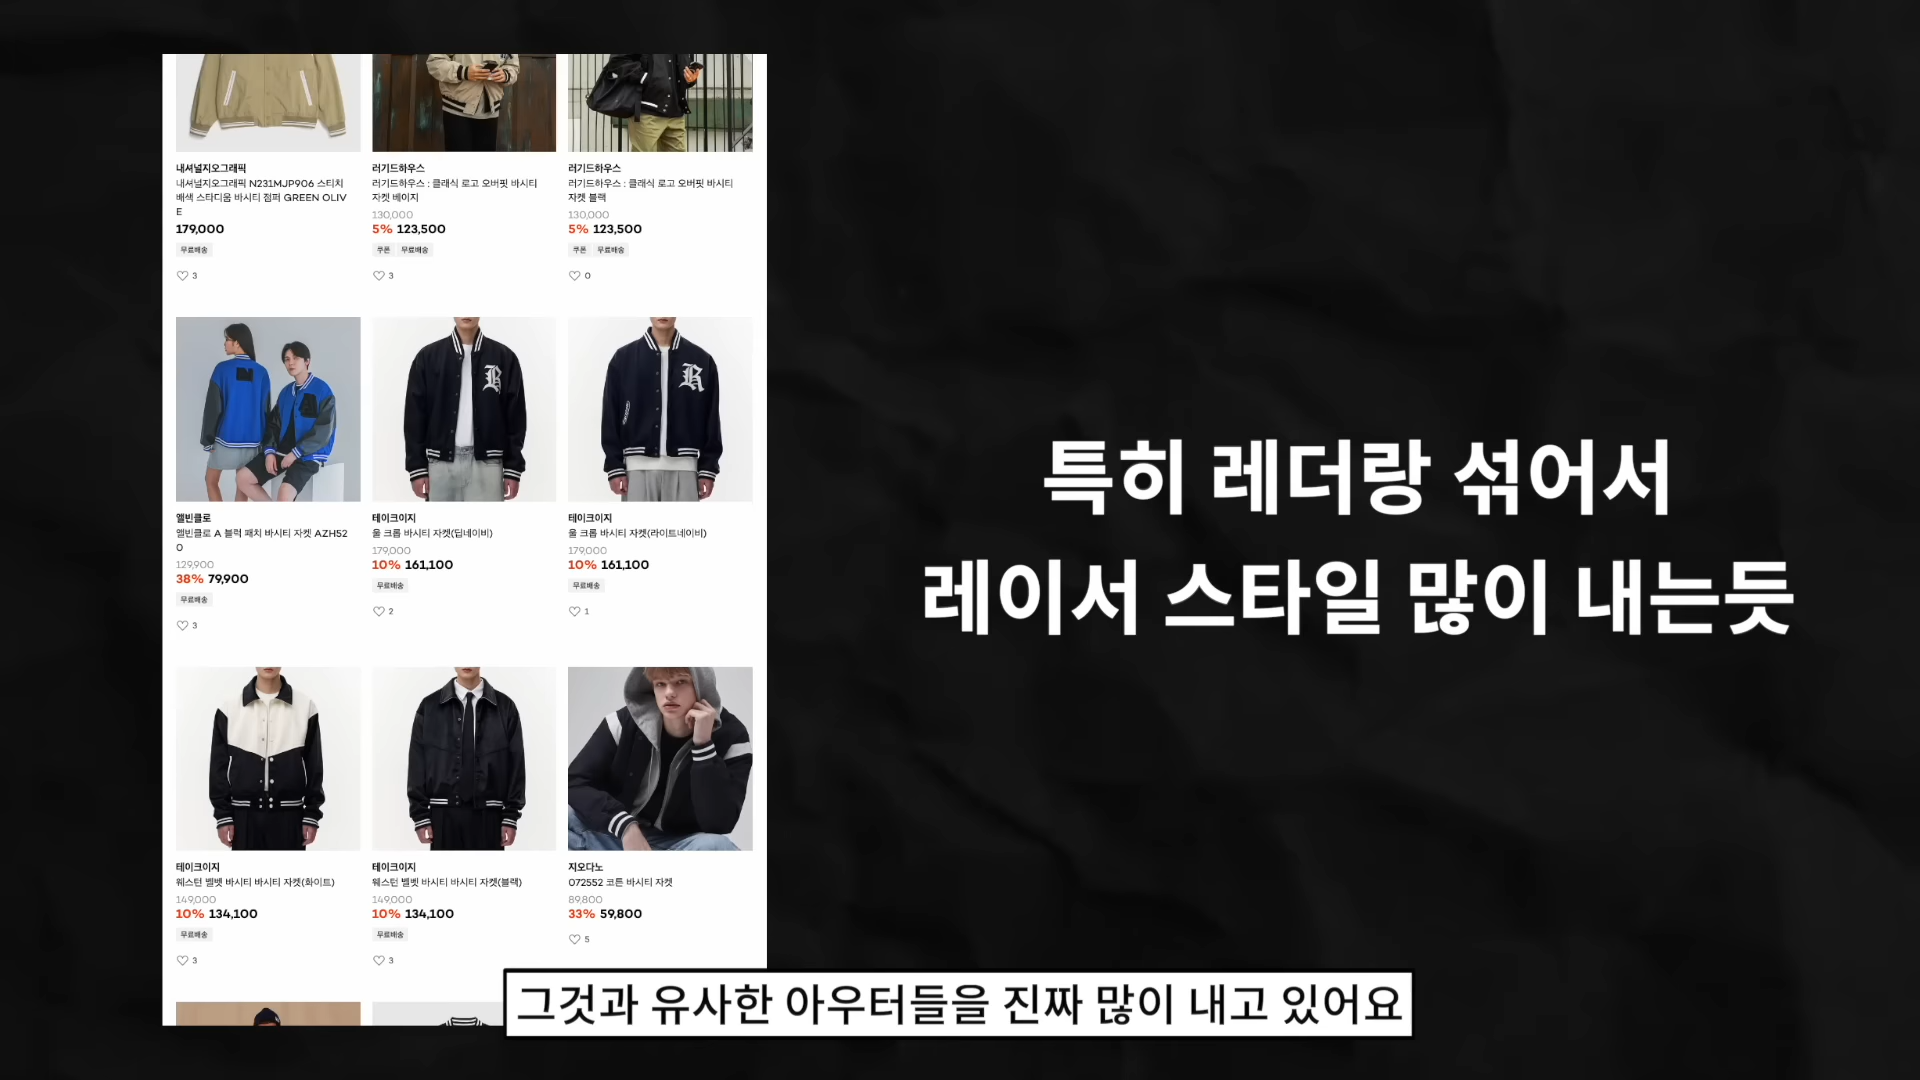 내셔널지오그래픽
내셔널지오그래픽 N231MJP906 스티치
배색 스타디움 바시티 점퍼 GREEN OLIV
E
179,000
무료배송
3
러기드하우스
러기드하우스 : 클래식 로고 오버핏 바시티
자켓 베이지
130,000
5% 123,500
쿠폰 무료배송
3
러기드하우스
러기드하우스 : 클래식 로고 오버핏 바시티
자켓 블랙
130,000
5% 123,500
쿠폰 무료배송
0
앨빈클로
앨빈클로 A 블럭 패치 바시티 자켓 AZH52
0
129,900
38% 79,900
무료배송
3
테이크이지
울 크롭 바시티 자켓(딥네이비)
179,000
10% 161,100
무료배송
2
테이크이지
울 크롭 바시티 자켓(라이트네이비)
179,000
10% 161,100
무료배송
1
테이크이지
웨스턴 벨벳 바시티 바시티 자켓(화이트)
149,000
10% 134,100
무료배송
3
테이크이지
웨스턴 벨벳 바시티 바시티 자켓(블랙)
149,000
10% 134,100
무료배송
3
지오다노
072552 코튼 바시티 자켓
89,800
33% 59,800
5
특히 레더랑 섞어서
레이서 스타일 많이 내는듯
그것과 유사한 아우터들을 진짜 많이 내고 있어요